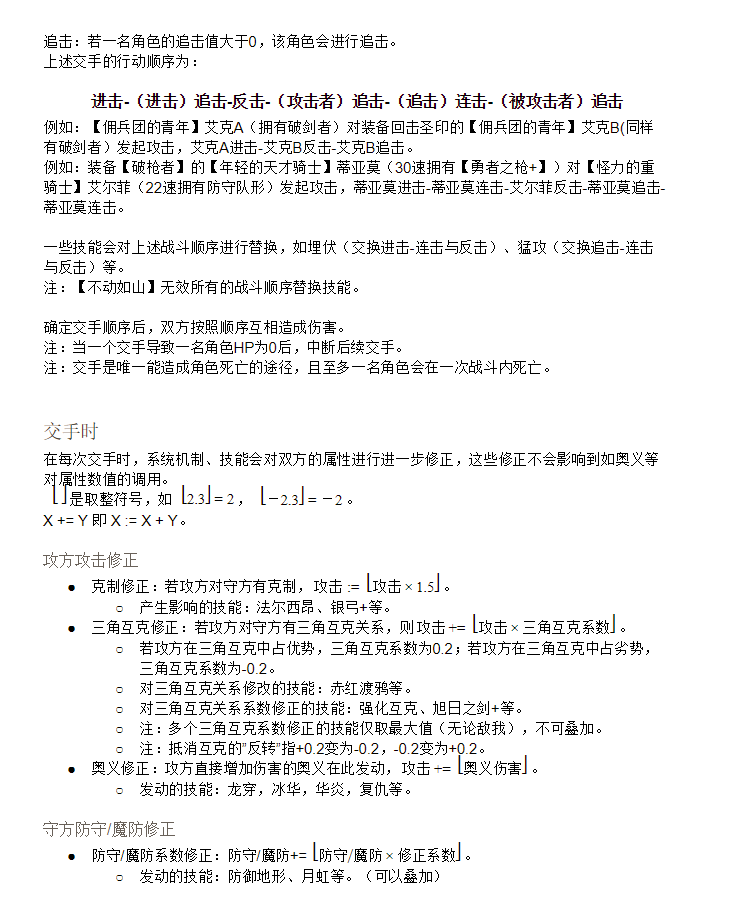 追击：若一名角色的追击值大于0，该角色会进行追击。
上述交手的行动顺序为：
进击-（进击）追击-反击-（攻击者）追击-（追击）连击-（被攻击者）追击
例如：【佣兵团的青年】艾克A（拥有破剑者）对装备回击圣印的【佣兵团的青年】艾克B(同样
有破剑者）发起攻击，艾克A进击-艾克B反击-艾克B追击。
例如：装备【破枪者】的【年轻的天才骑士】蒂亚莫（30速拥有【勇者之枪+】）对【怪力的重
骑士】艾尔菲（22速拥有防守队形）发起攻击，蒂亚莫进击-蒂亚莫连击-艾尔菲反击-蒂亚莫追击-
蒂亚莫连击。
一些技能会对上述战斗顺序进行替换，如埋伏（交换进击-连击与反击）、猛攻（交换追击-连击
与反击）等。
注：【不动如山】无效所有的战斗顺序替换技能。
确定交手顺序后，双方按照顺序互相造成伤害。
注：当一个交手导致一名角色HP为0后，中断后续交手。
注：交手是唯一能造成角色死亡的途径，且至多一名角色会在一次战斗内死亡。
交手时
在每次交手时，系统机制、技能会对双方的属性进行进一步修正，这些修正不会影响到如奥义等
对属性数值的调用。
⌊⌋是取整符号，如 ⌊2.3⌋ = 2 ， ⌊－2.3⌋ = －2 。
X += Y 即 X := X + Y。
攻方攻击修正
● 克制修正：若攻方对守方有克制，攻击 := ⌊攻击 × 1.5⌋ 。
○ 产生影响的技能：法尔西昂、银弓+等。
● 三角互克修正：若攻方对守方有三角互克关系，则攻击 += ⌊攻击 × 三角互克系数⌋ 。
○ 若攻方在三角互克中占优势，三角互克系数为0.2；若攻方在三角互克中占劣势，
三角互克系数为-0.2。
○ 对三角互克关系修改的技能：赤红渡鸦等。
○ 对三角互克关系系数修正的技能：强化互克、旭日之剑+等。
○ 注：多个三角互克系数修正的技能仅取最大值（无论敌我），不可叠加。
○ 注：抵消互克的”反转”指+0.2变为-0.2，-0.2变为+0.2。
● 奥义修正：攻方直接增加伤害的奥义在此发动，攻击 += ⌊奥义伤害⌋ 。
○ 发动的技能：龙穿，冰华，华炎，复仇等。
守方防守/魔防修正
● 防守/魔防系数修正：防守/魔防+= ⌊防守/魔防 × 修正系数⌋ 。
○ 发动的技能：防御地形、月虹等。（可以叠加）